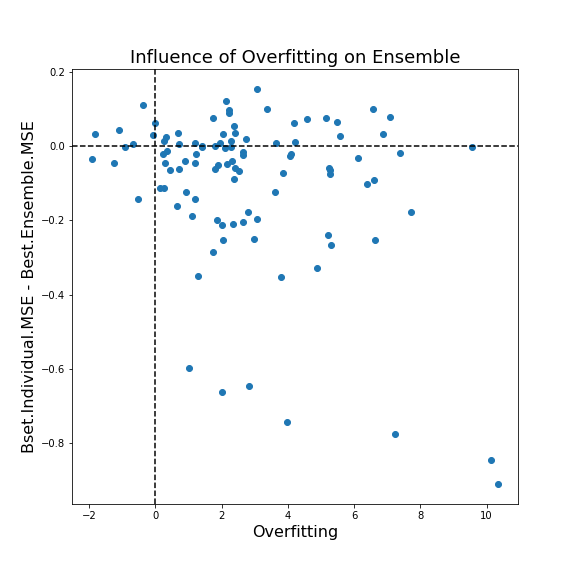 Influence of Overfitting on Ensemble
Bset.Individual.MSE - Best.Ensemble.MSE
0.2
0.0
−0.2
−0.4
−0.6
−0.8
−2 0 2 4 6 8 10
Overfitting